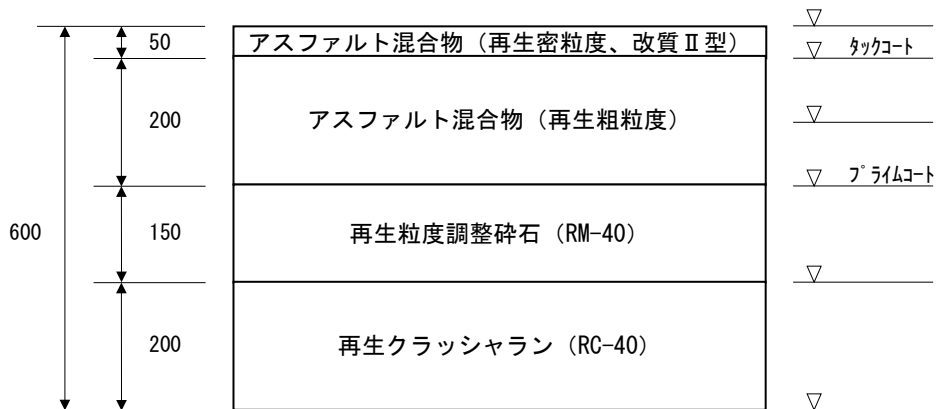 50
アスファルト混合物（再生密粒度、改質Ⅱ型）
▽
▽ タックコート
200
アスファルト混合物（再生粗粒度）
▽
▽ プライムコート
600
150
再生粒度調整砕石（RM-40）
▽
200
再生クラッシャラン（RC-40）
▽